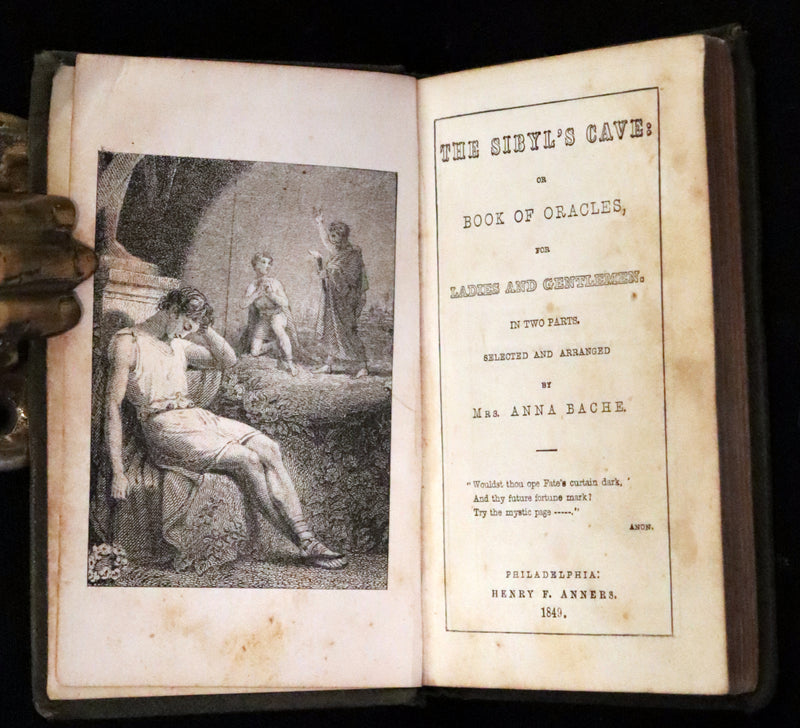 THE SIBYL'S CAVE:
OR
BOOK OF ORACLES,
FOR
LADIES AND GENTLEMEN.
IN TWO PARTS.
SELECTED AND ARRANGED
BY
MRS. ANNA BACHE.
"Wouldst thou ope Fate's curtain dark,
And thy future fortune mark?
Try the mystic page -----."
ANON.
PHILADELPHIA:
HENRY F. ANNERS.
1849.